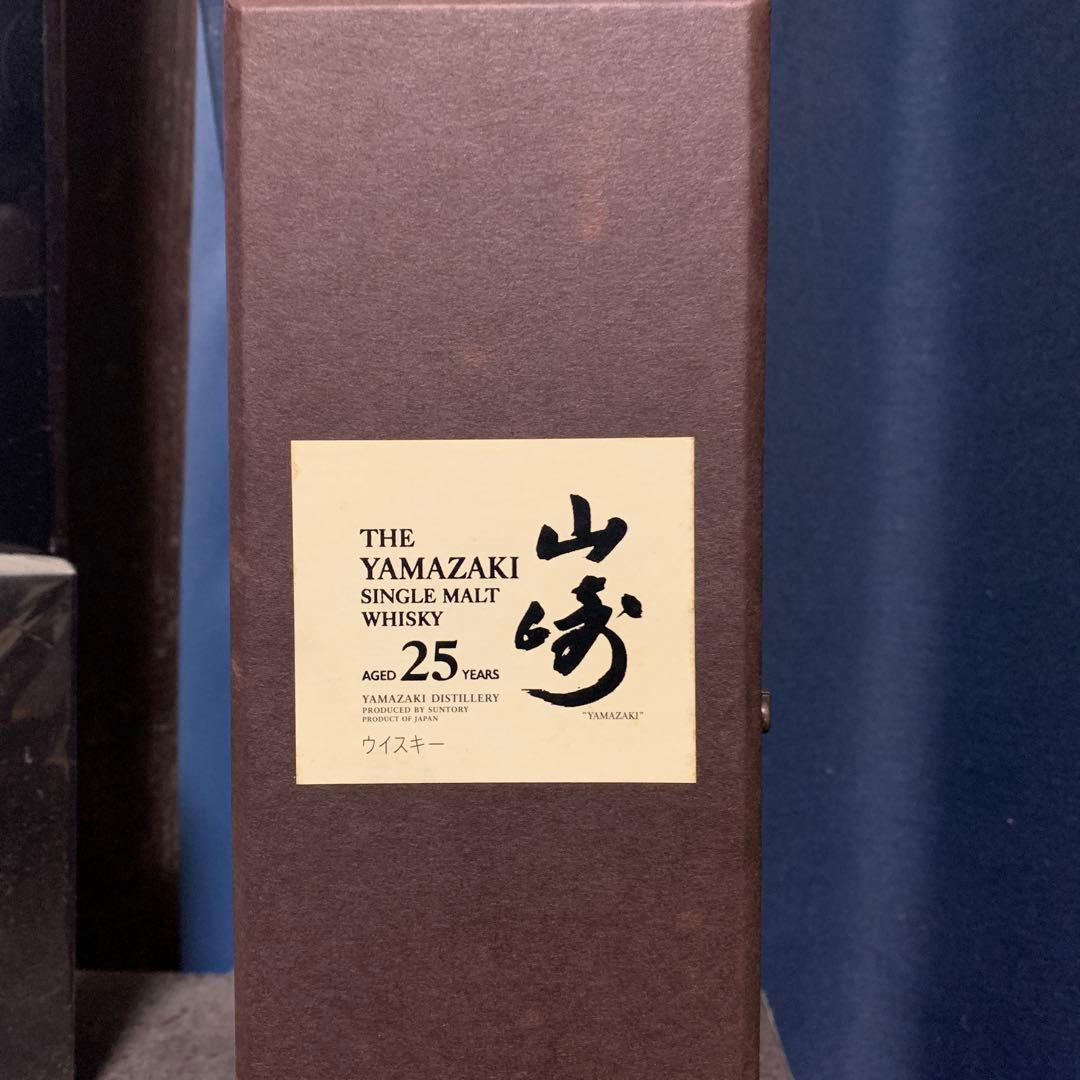 THE
YAMAZAKI
SINGLE MALT
WHISKY
AGED 25 YEARS
YAMAZAKI DISTILLERY
PRODUCED BY SUNTORY
PRODUCT OF JAPAN
ウイスキー
山崎
"YAMAZAKI"